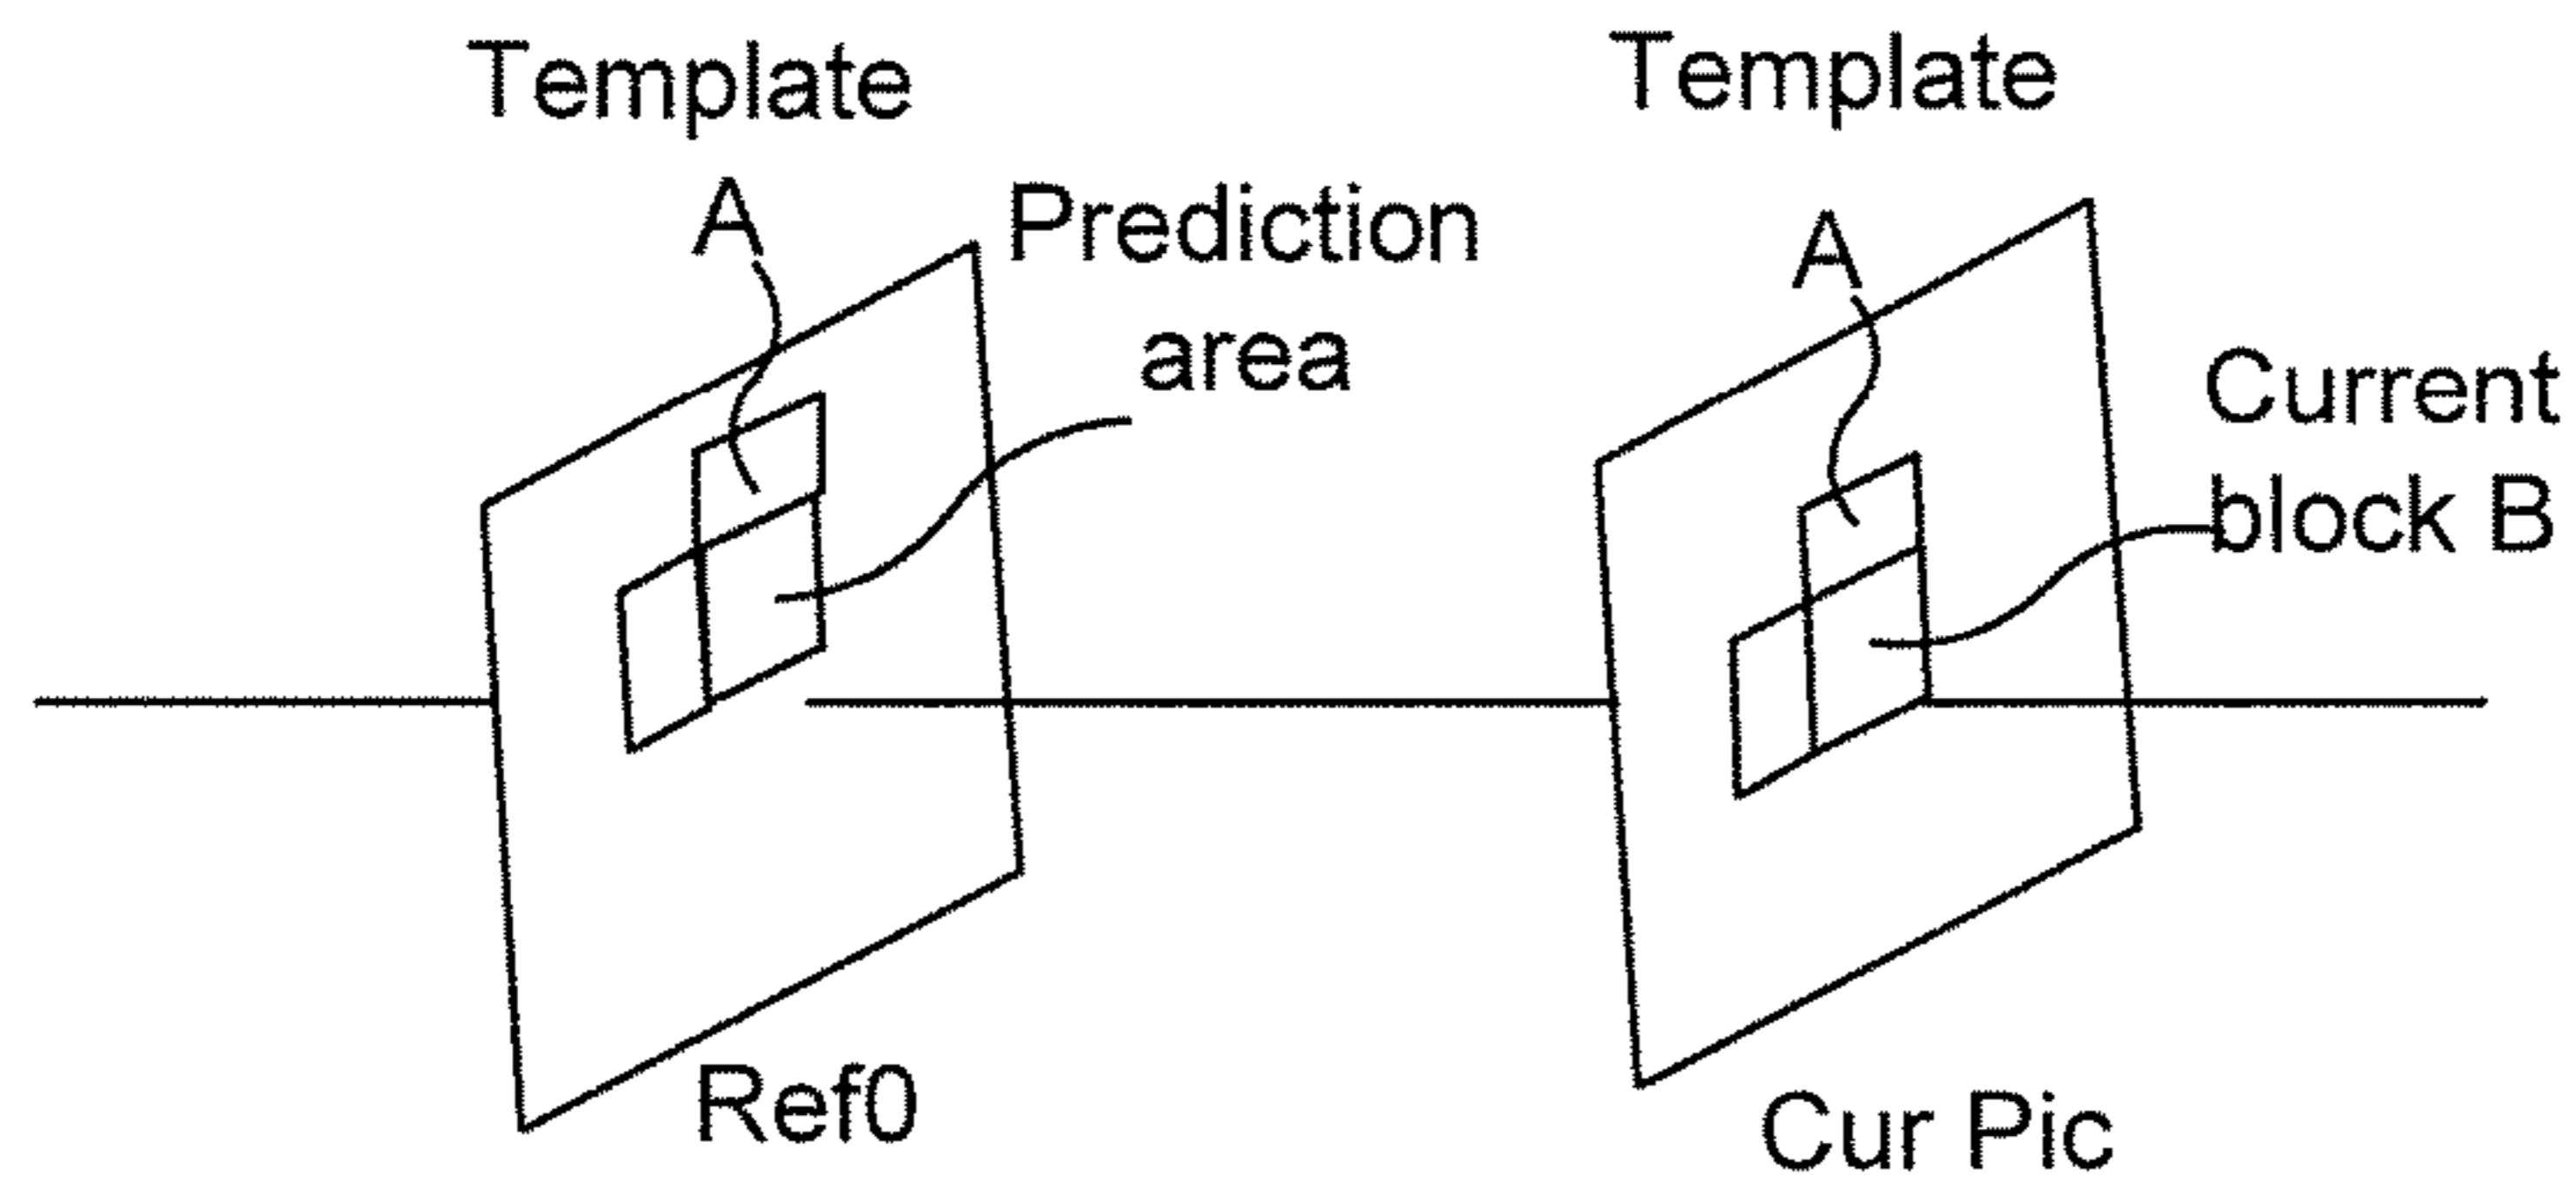 Template
A
Prediction
area
Ref0
Template
A
Current
block B
Cur Pic